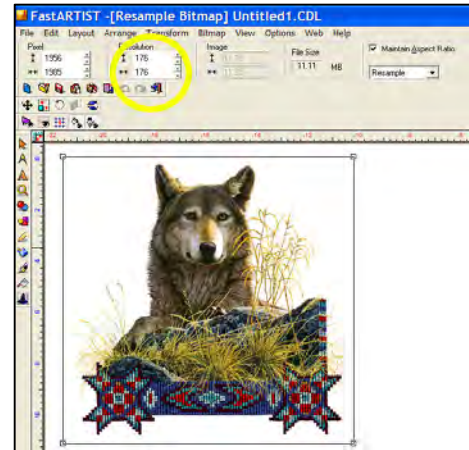 FastARTIST -[Resample Bitmap] Untitled1.CDL
File Edit Layout Arrange Transform Bitmap View Options Web Help
Pixel Resolution Image File Size Maintain Aspect Ratio
1956 176 11.11 MB
1985 176 Resample